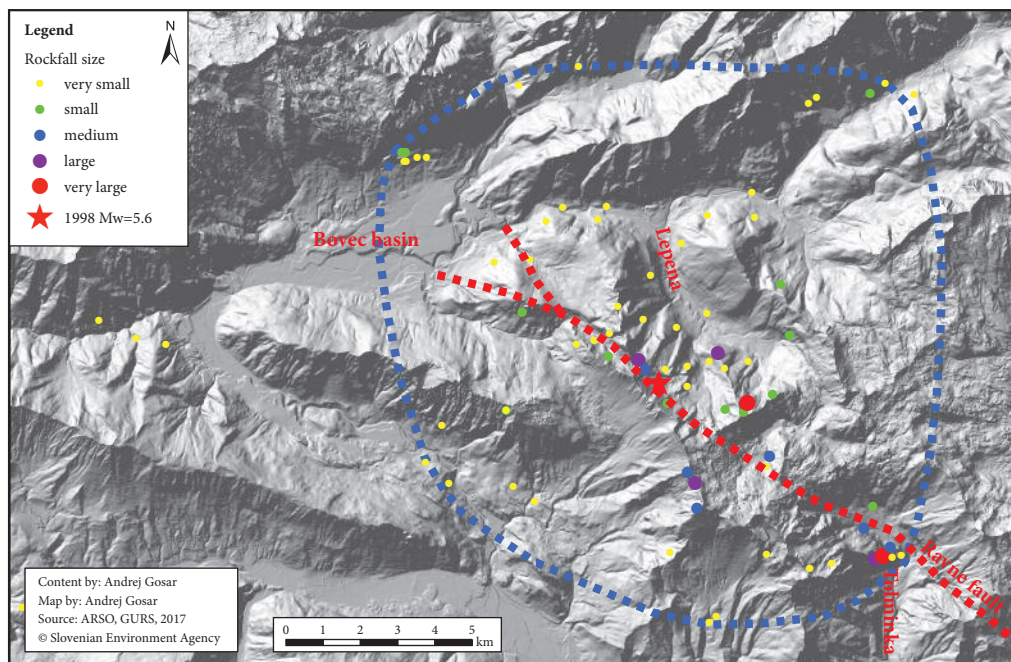 Legend
N
Rockfall size
very small
small
medium
large
very large
1998 Mw=5.6
Bovec basin
Lepena
Ravne fault
Tolminka
Content by: Andrej Gosar
Map by: Andrej Gosar
Source: ARSO, GURS, 2017
© Slovenian Environment Agency
0 1 2 3 4 5
km